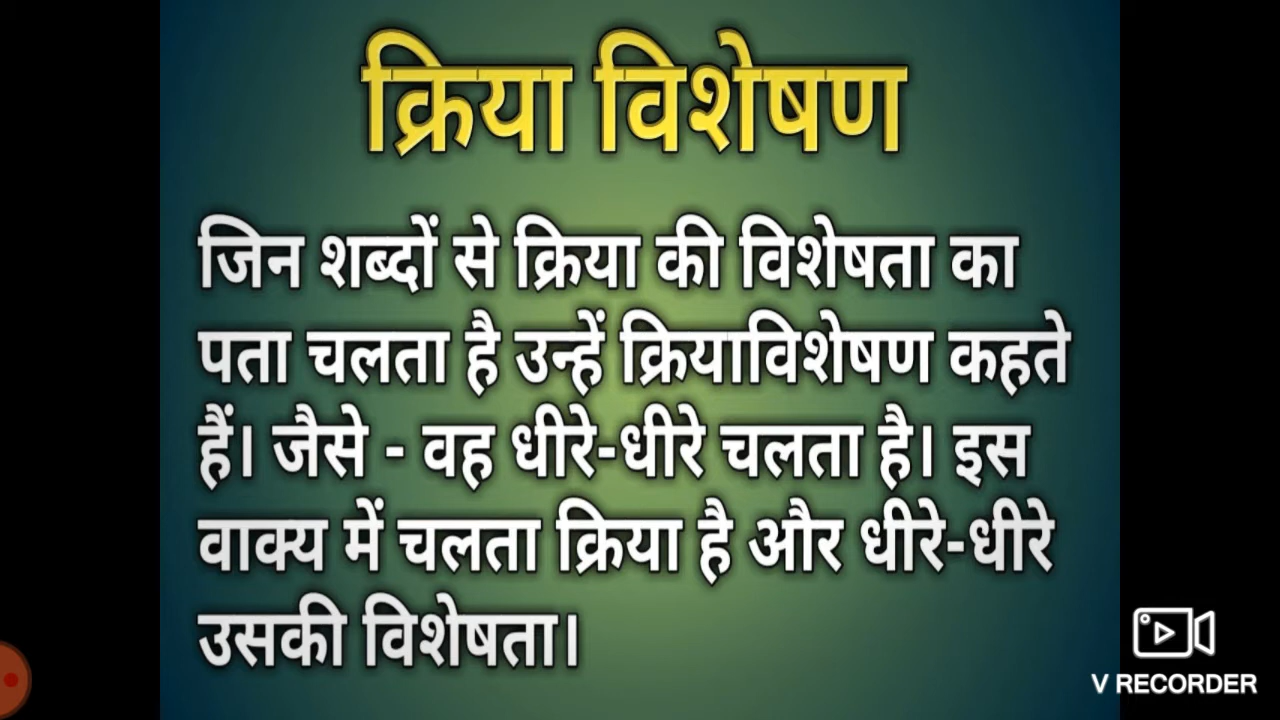 क्रिया विशेषण
जिन शब्दों से क्रिया की विशेषता का
पता चलता है उन्हें क्रियाविशेषण कहते
हैं। जैसे - वह धीरे-धीरे चलता है। इस
वाक्य में चलता क्रिया है और धीरे-धीरे
उसकी विशेषता।
V RECORDER